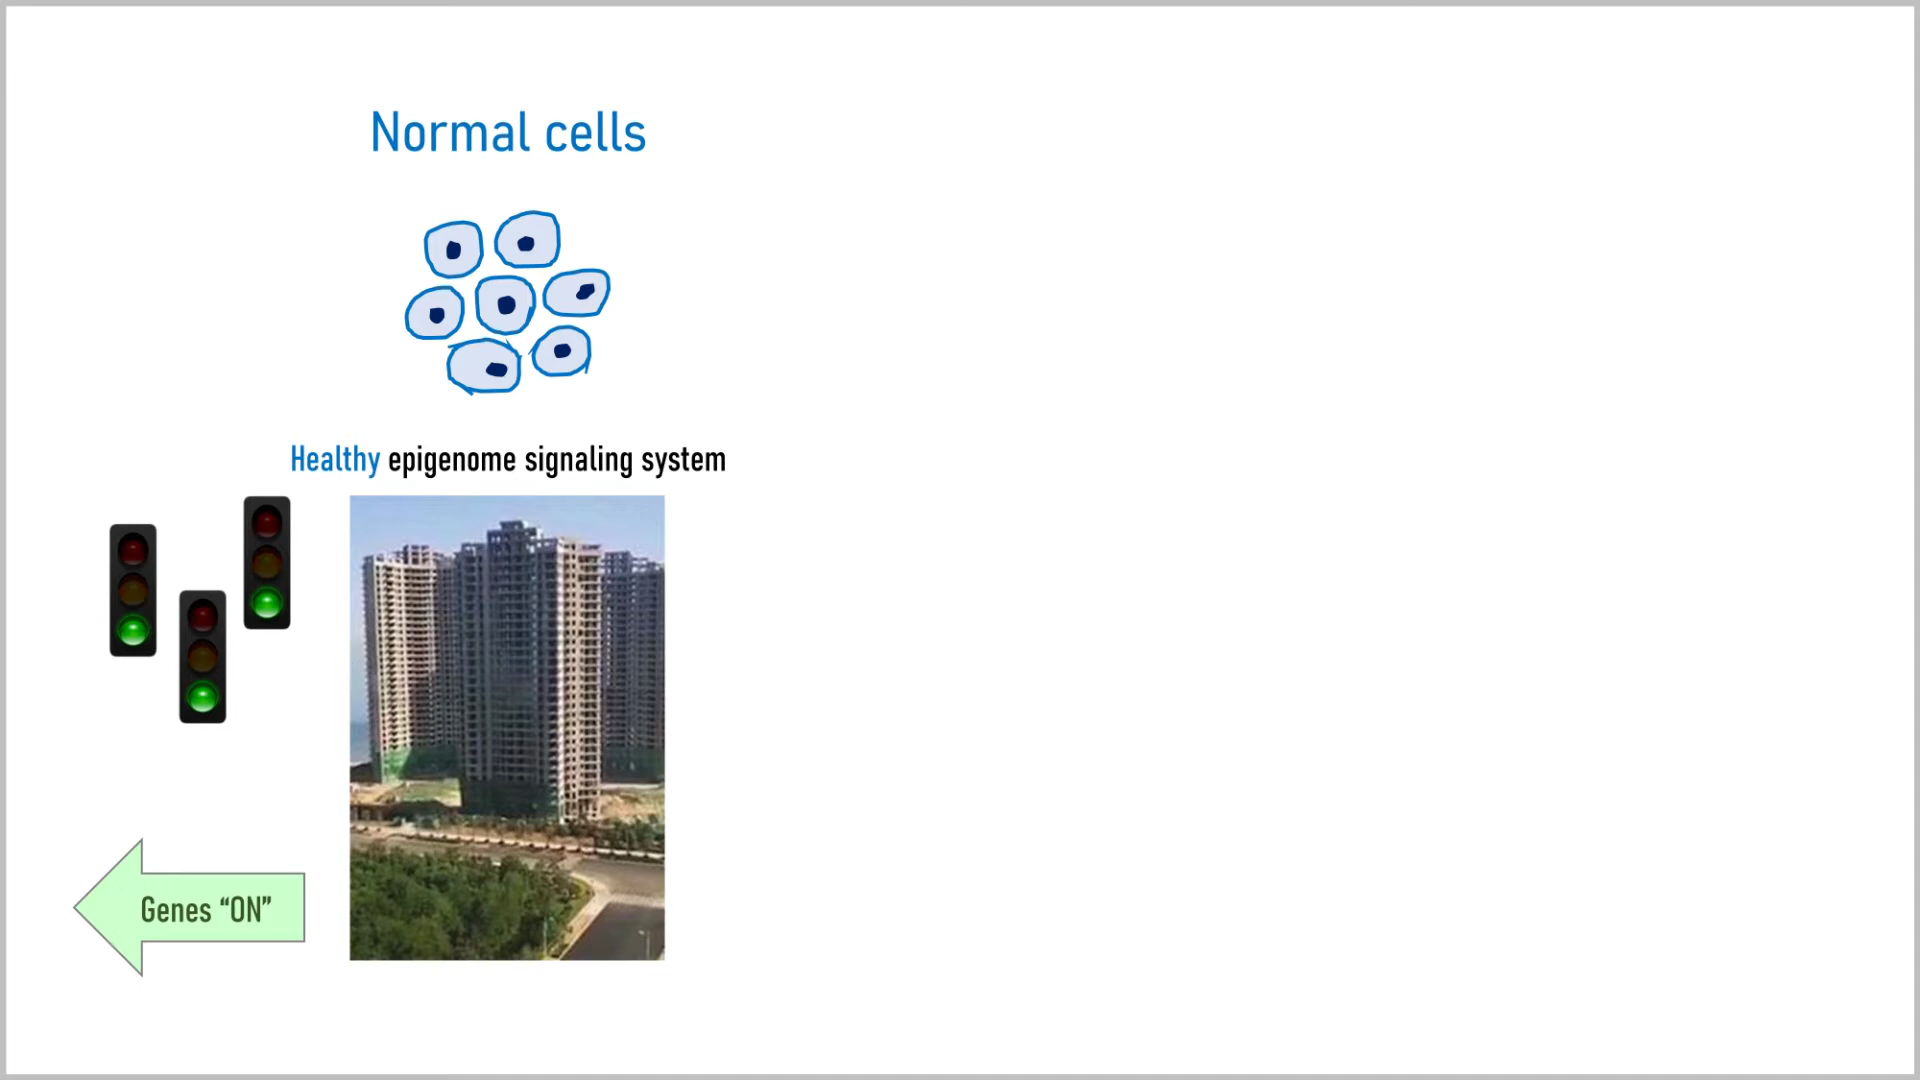 Normal cells
Healthy epigenome signaling system
Genes “ON”